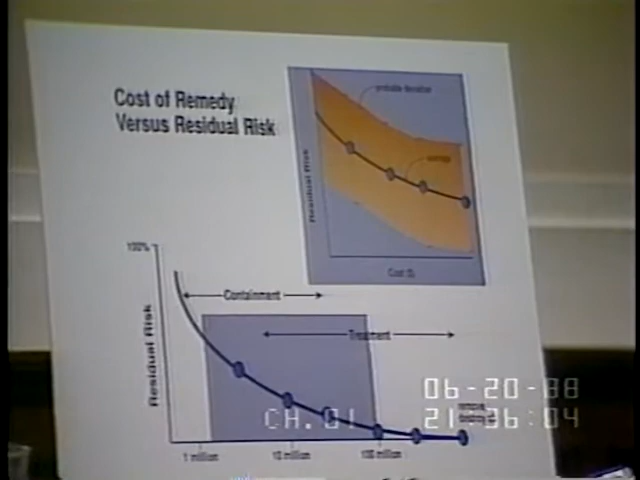 Cost of Remedy
Versus Residual Risk
probable deviation
average
Residual Risk
Cost ($)
100%
Containment
Treatment
Residual Risk
1 million
10 million
100 million
06-20-88
CH.01 21:36:04